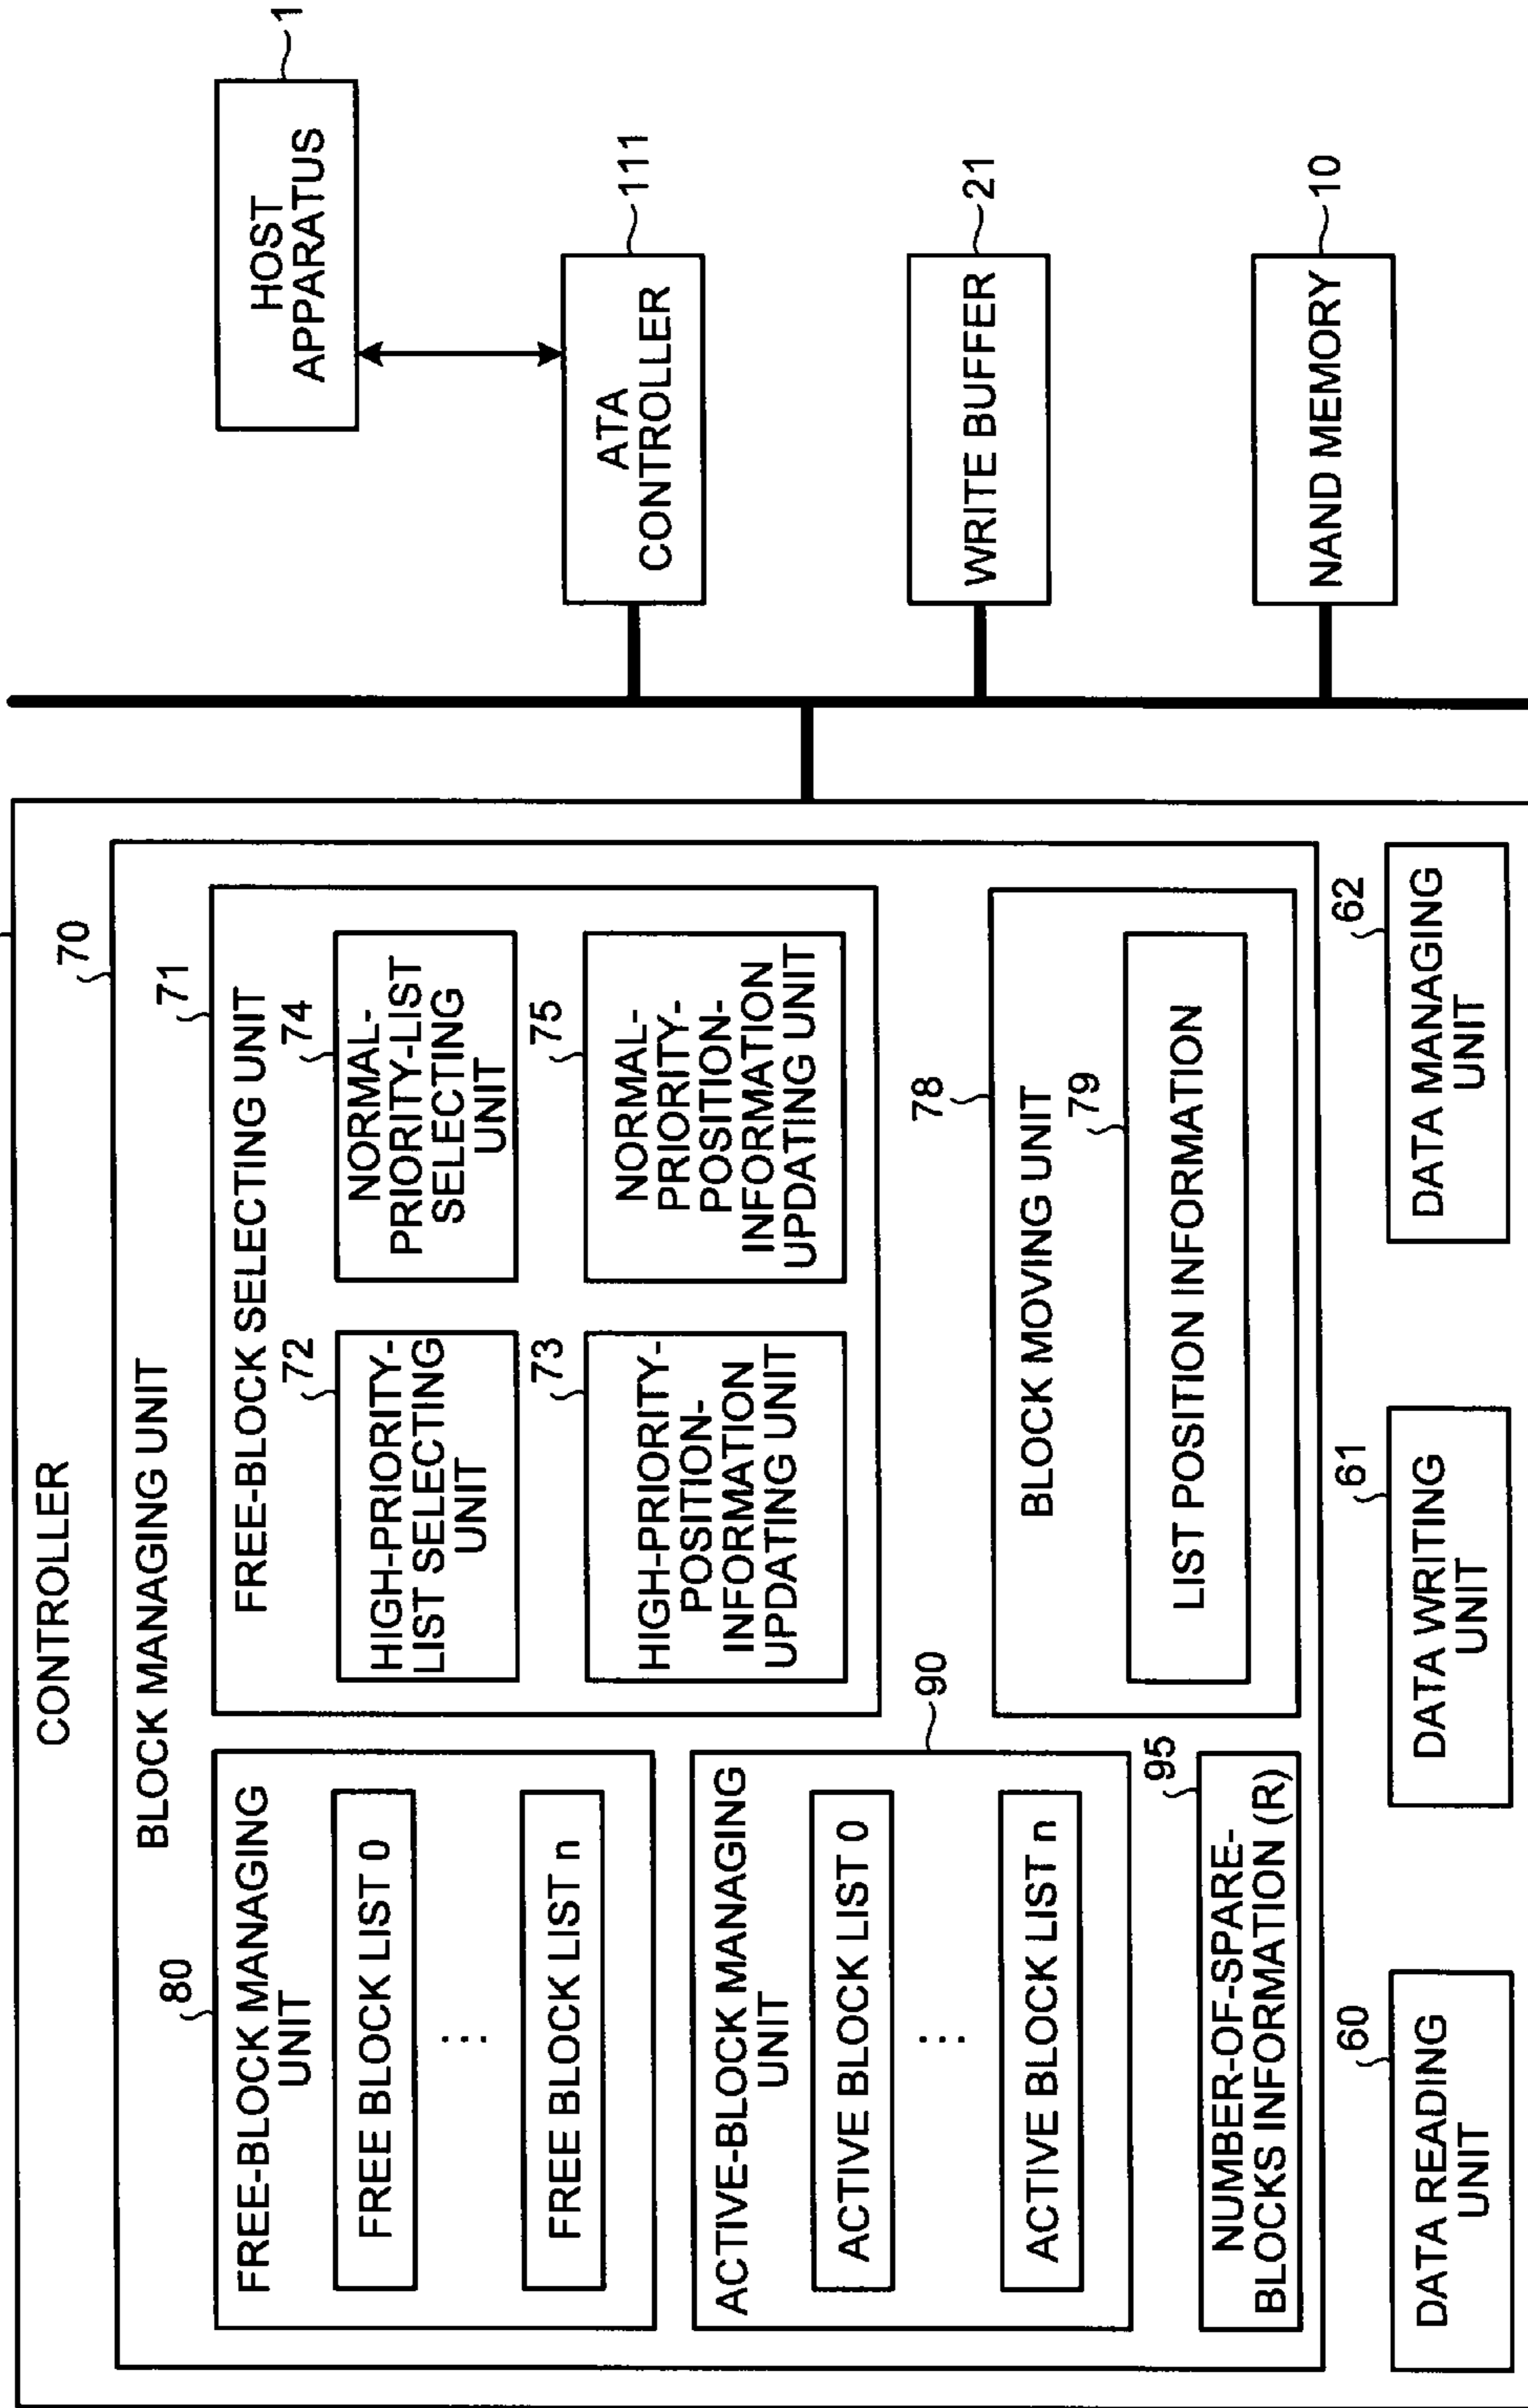 CONTROLLER
70
BLOCK MANAGING UNIT
80
FREE-BLOCK MANAGING
UNIT
FREE BLOCK LIST 0
⋮
FREE BLOCK LIST n
90
ACTIVE-BLOCK MANAGING
UNIT
ACTIVE BLOCK LIST 0
⋮
ACTIVE BLOCK LIST n
95
NUMBER-OF-SPARE-
BLOCKS INFORMATION (R)
71
FREE-BLOCK SELECTING UNIT
72
HIGH-PRIORITY-
LIST SELECTING
UNIT
74
NORMAL-
PRIORITY-LIST
SELECTING
UNIT
73
HIGH-PRIORITY-
POSITION-
INFORMATION
UPDATING UNIT
75
NORMAL-
PRIORITY-
POSITION-
INFORMATION
UPDATING UNIT
78
BLOCK MOVING UNIT
79
LIST POSITION INFORMATION
60
DATA READING
UNIT
61
DATA WRITING
UNIT
62
DATA MANAGING
UNIT
1
HOST
APPARATUS
111
ATA
CONTROLLER
21
WRITE BUFFER
10
NAND MEMORY